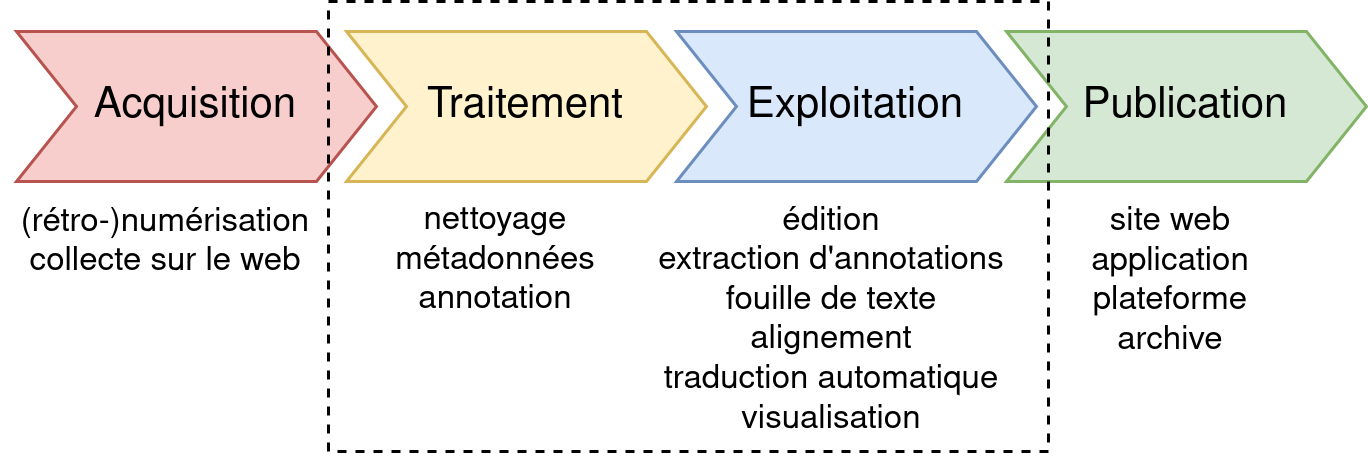 Acquisition
Traitement
Exploitation
Publication
(rétro-)numérisation
collecte sur le web
nettoyage
métadonnées
annotation
édition
extraction d'annotations
fouille de texte
alignement
traduction automatique
visualisation
site web
application
plateforme
archive